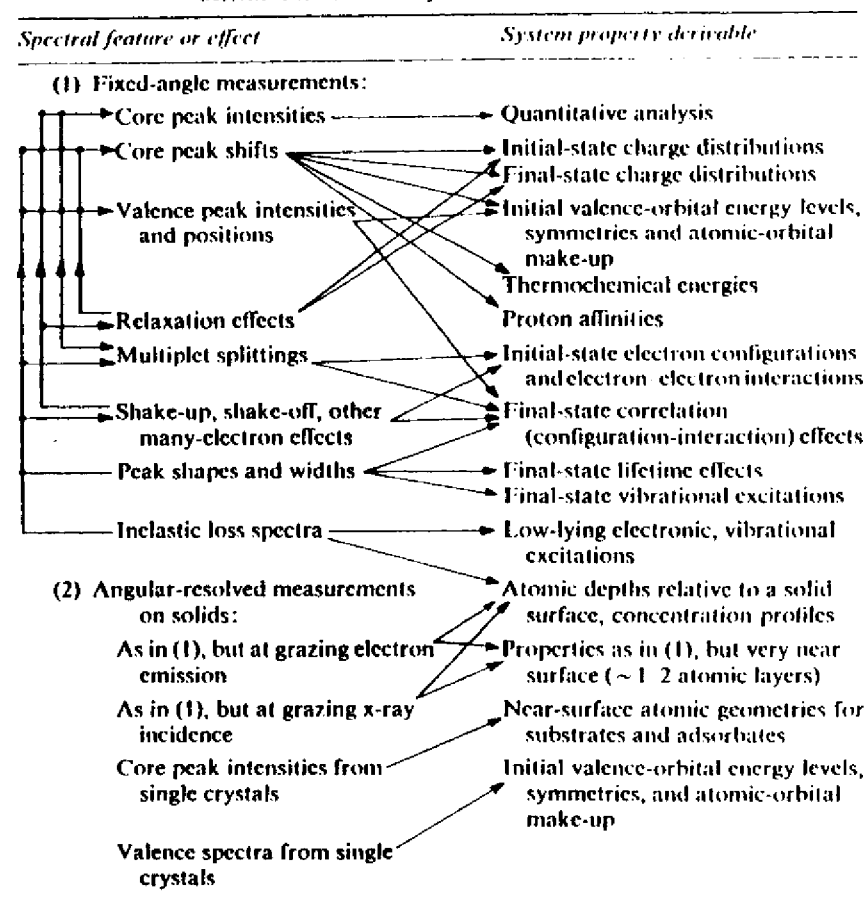 Spectral feature or effect System property derivable
(1) Fixed-angle measurements:
Core peak intensities Quantitative analysis
Core peak shifts Initial-state charge distributions
Final-state charge distributions
Valence peak intensities Initial valence-orbital energy levels,
and positions symmetries and atomic-orbital
make-up
Thermochemical energies
Relaxation effects Proton affinities
Multiplet splittings Initial-state electron configurations
and electron electron interactions
Shake-up, shake-off, other Final-state correlation
many-electron effects (configuration-interaction) effects
Peak shapes and widths Final-state lifetime effects
Final-state vibrational excitations
Inelastic loss spectra Low-lying electronic, vibrational
excitations
(2) Angular-resolved measurements Atomic depths relative to a solid
on solids: surface, concentration profiles
As in (1), but at grazing electron Properties as in (1), but very near
emission surface (~ 1 2 atomic layers)
As in (1), but at grazing x-ray Near-surface atomic geometries for
incidence substrates and adsorbates
Core peak intensities from Initial valence-orbital energy levels,
single crystals symmetries, and atomic-orbital
make-up
Valence spectra from single
crystals